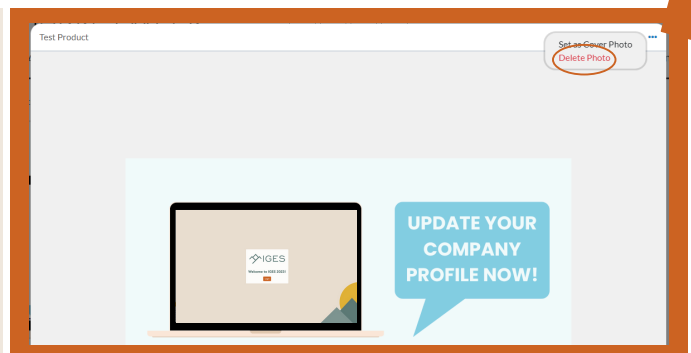 Test Product
Set as Cover Photo
Delete Photo
UPDATE YOUR
COMPANY
PROFILE NOW!
IGES
Welcome to IGES 2022!